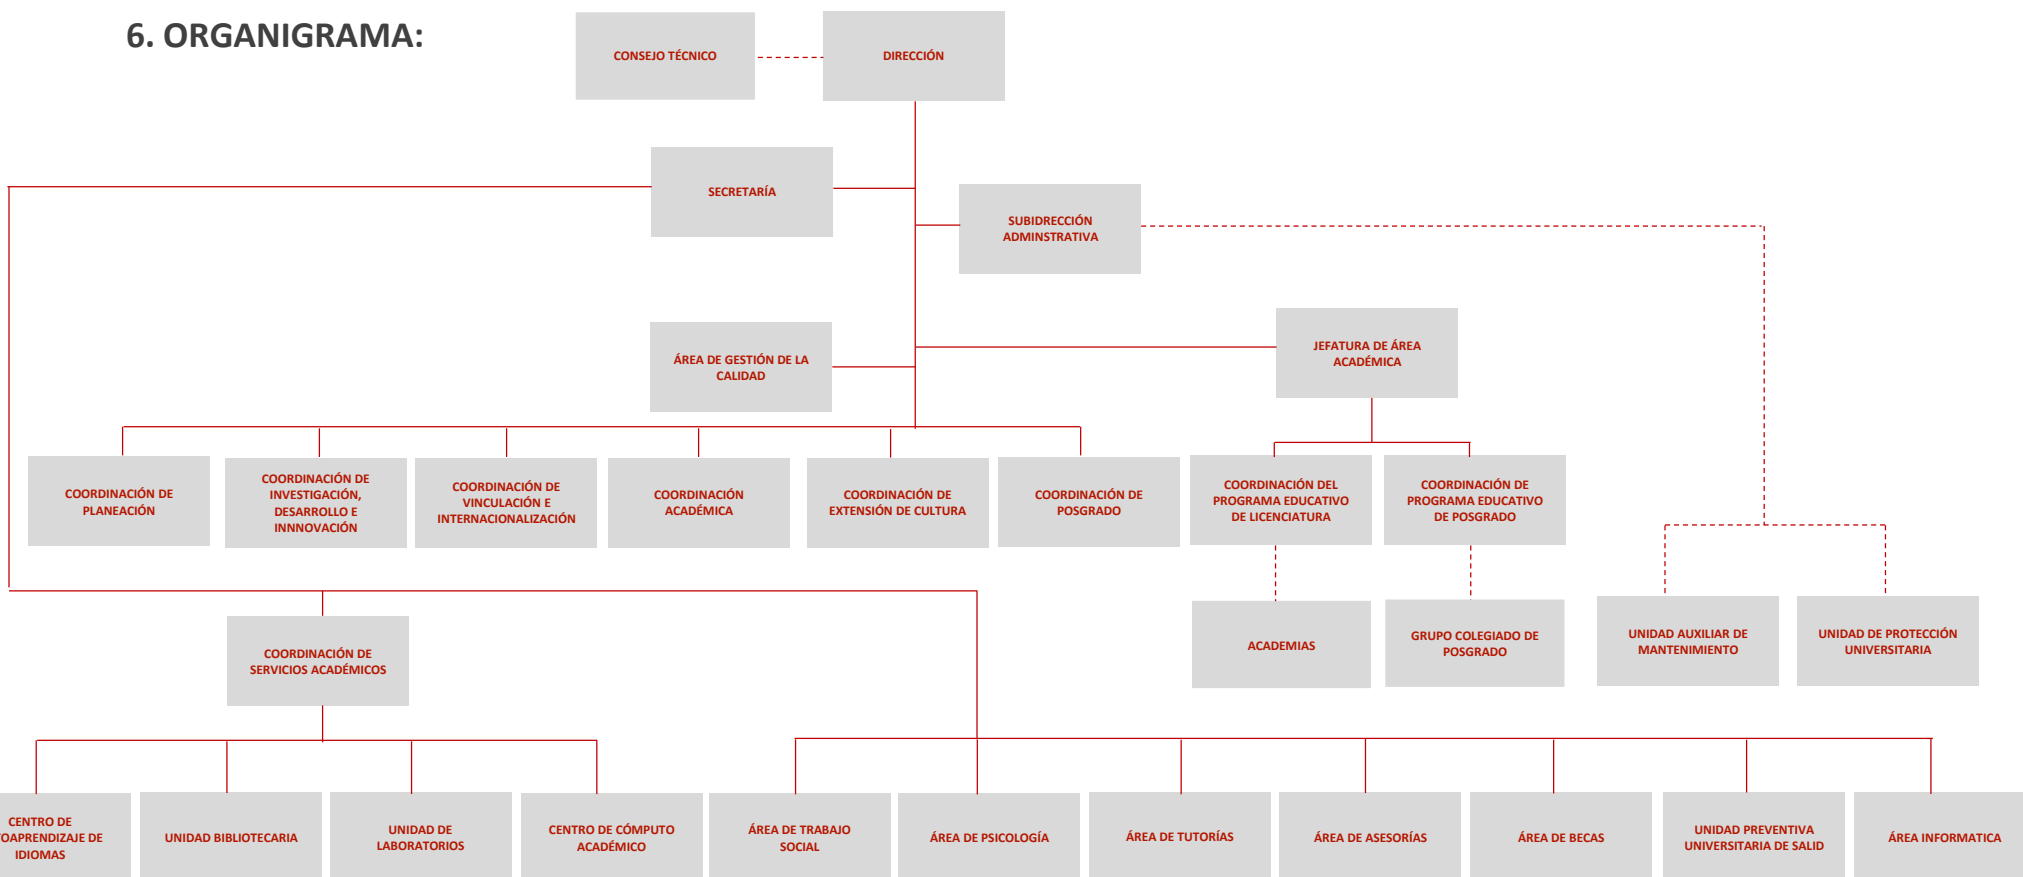 6. ORGANIGRAMA:
CONSEJO TÉCNICO
DIRECCIÓN
SECRETARÍA
SUBIDRECCIÓN
ADMINSTRATIVA
ÁREA DE GESTIÓN DE LA
CALIDAD
JEFATURA DE ÁREA
ACADÉMICA
COORDINACIÓN DE
PLANEACIÓN
COORDINACIÓN DE
INVESTIGACIÓN,
DESARROLLO E
INNNOVACIÓN
COORDINACIÓN DE
VINCULACIÓN E
INTERNACIONALIZACIÓN
COORDINACIÓN
ACADÉMICA
COORDINACIÓN DE
EXTENSIÓN DE CULTURA
COORDINACIÓN DE
POSGRADO
COORDINACIÓN DEL
PROGRAMA EDUCATIVO
DE LICENCIATURA
COORDINACIÓN DE
PROGRAMA EDUCATIVO
DE POSGRADO
ACADEMIAS
GRUPO COLEGIADO DE
POSGRADO
UNIDAD AUXILIAR DE
MANTENIMIENTO
UNIDAD DE PROTECCIÓN
UNIVERSITARIA
COORDINACIÓN DE
SERVICIOS ACADÉMICOS
CENTRO DE
TOAPRENDIZAJE DE
IDIOMAS
UNIDAD BIBLIOTECARIA
UNIDAD DE
LABORATORIOS
CENTRO DE CÓMPUTO
ACADÉMICO
ÁREA DE TRABAJO
SOCIAL
ÁREA DE PSICOLOGÍA
ÁREA DE TUTORÍAS
ÁREA DE ASESORÍAS
ÁREA DE BECAS
UNIDAD PREVENTIVA
UNIVERSITARIA DE SALID
ÁREA INFORMATICA